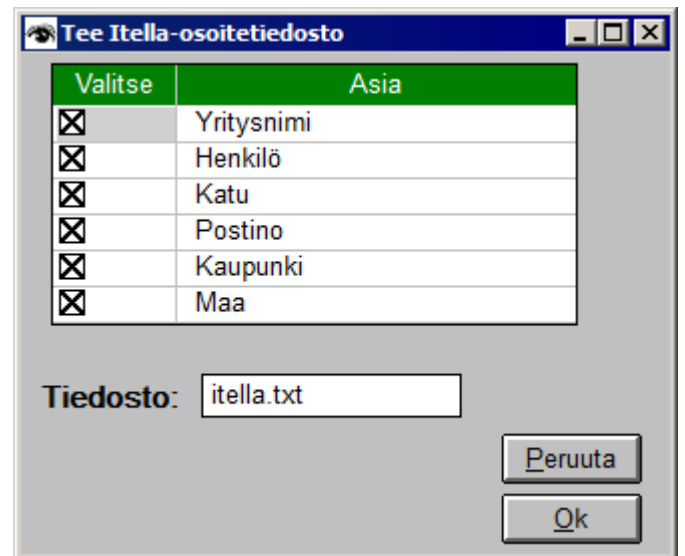 Tee Itella-osoitetiedosto
Valitse Asia
Yritysnimi
Henkilö
Katu
Postino
Kaupunki
Maa
Tiedosto: itella.txt
Peruuta
Ok